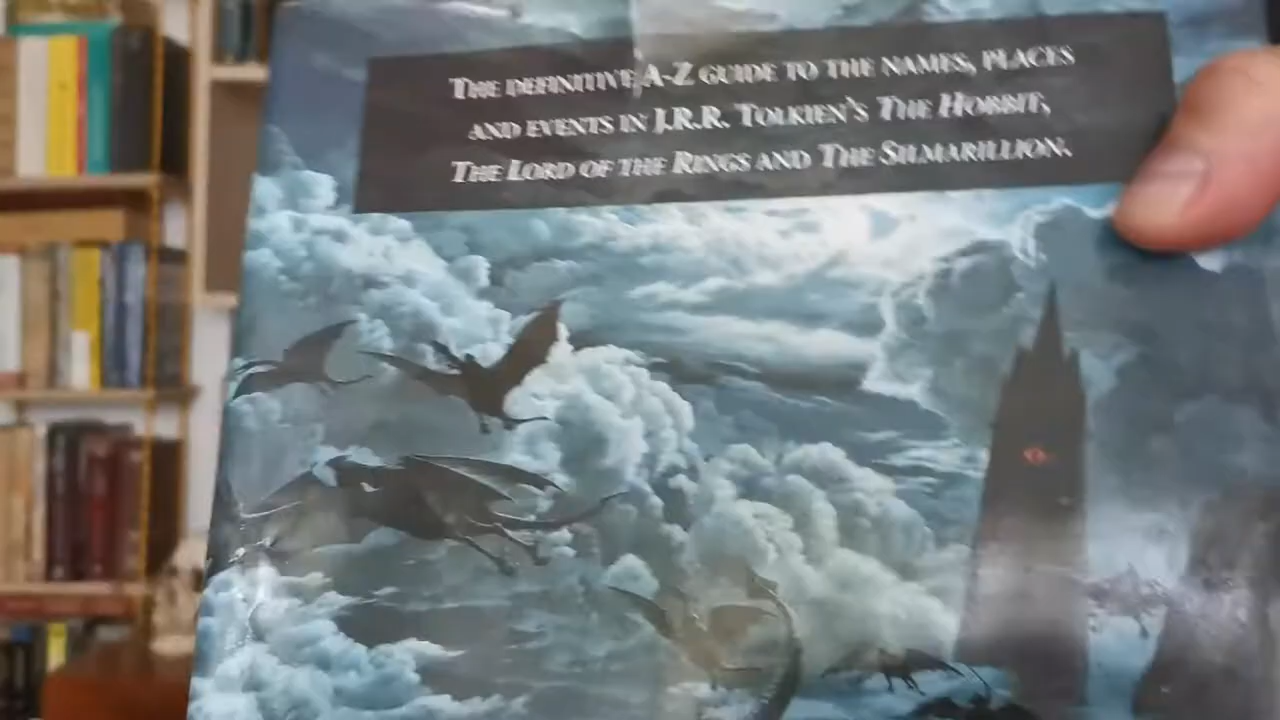 THE DEFINITIVE A-Z GUIDE TO THE NAMES, PLACES
AND EVENTS IN J.R.R. TOLKIEN'S THE HOBBIT,
THE LORD OF THE RINGS AND THE SILMARILLION.